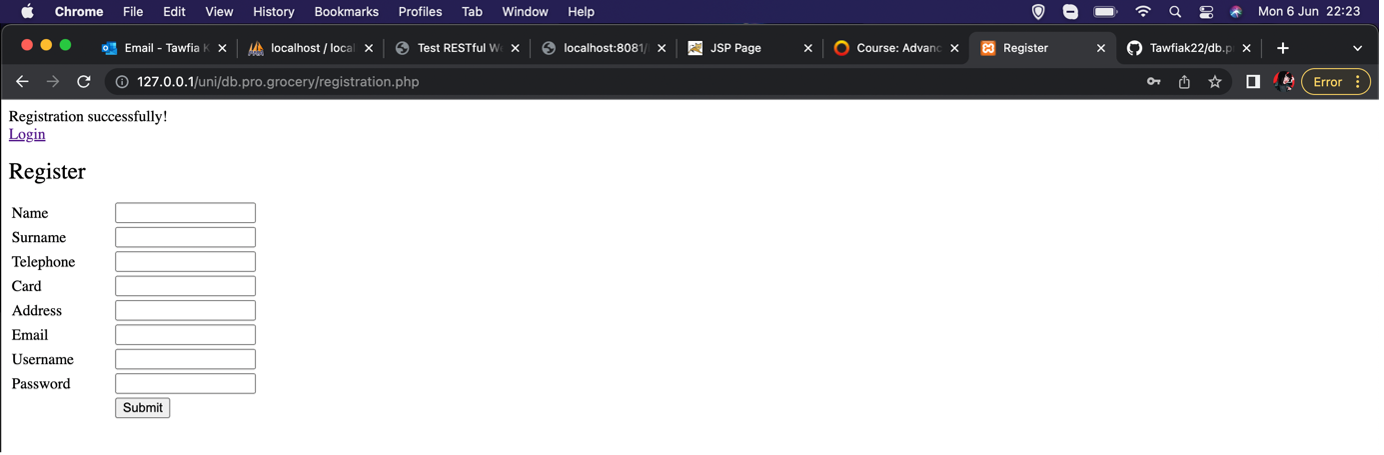 Chrome File Edit View History Bookmarks Profiles Tab Window Help Mon 6 Jun 22:23
Email - Tawfia K localhost / local Test RESTful W localhost:8081/ JSP Page Course: Advanc Register Tawfiak22/db.p
127.0.0.1/uni/db.pro.grocery/registration.php Error
Registration successfully!
Login
Register
Name
Surname
Telephone
Card
Address
Email
Username
Password
Submit